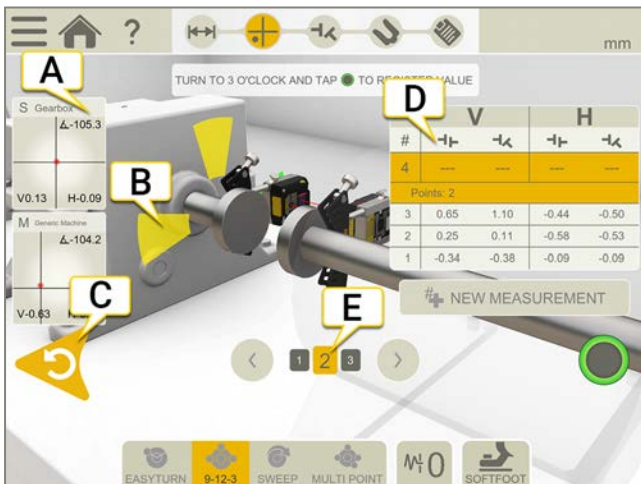 ?
mm
A
TURN TO 3 O'CLOCK AND TAP TO REGISTER VALUE
S Gearbox
-105.3
V0.13 H-0.09
D
V H
#
4 --- --- --- ---
Points: 2
3 0.65 1.10 -0.44 -0.50
2 0.25 0.11 -0.58 -0.53
1 -0.34 -0.38 -0.09 -0.09
B
M Generic Machine
-104.2
V-0.63
C
NEW MEASUREMENT
E
1 2 3
EASYTURN 9-12-3 SWEEP MULTI POINT 0 SOFTFOOT